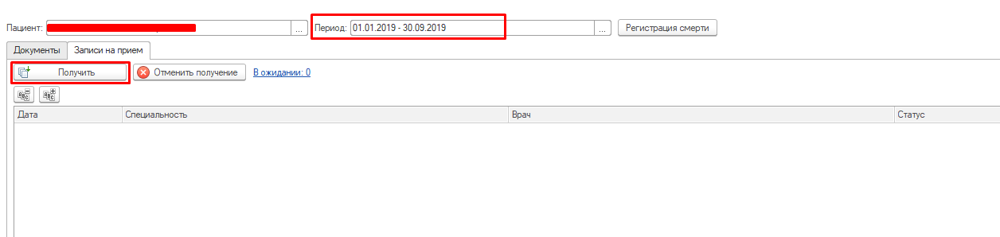 Пациент: ... Период: 01.01.2019 - 30.09.2019 ... Регистрация смерти
Документы Записи на прием
Получить Отменить получение В ожидании: 0
Дата Специальность Врач Статус